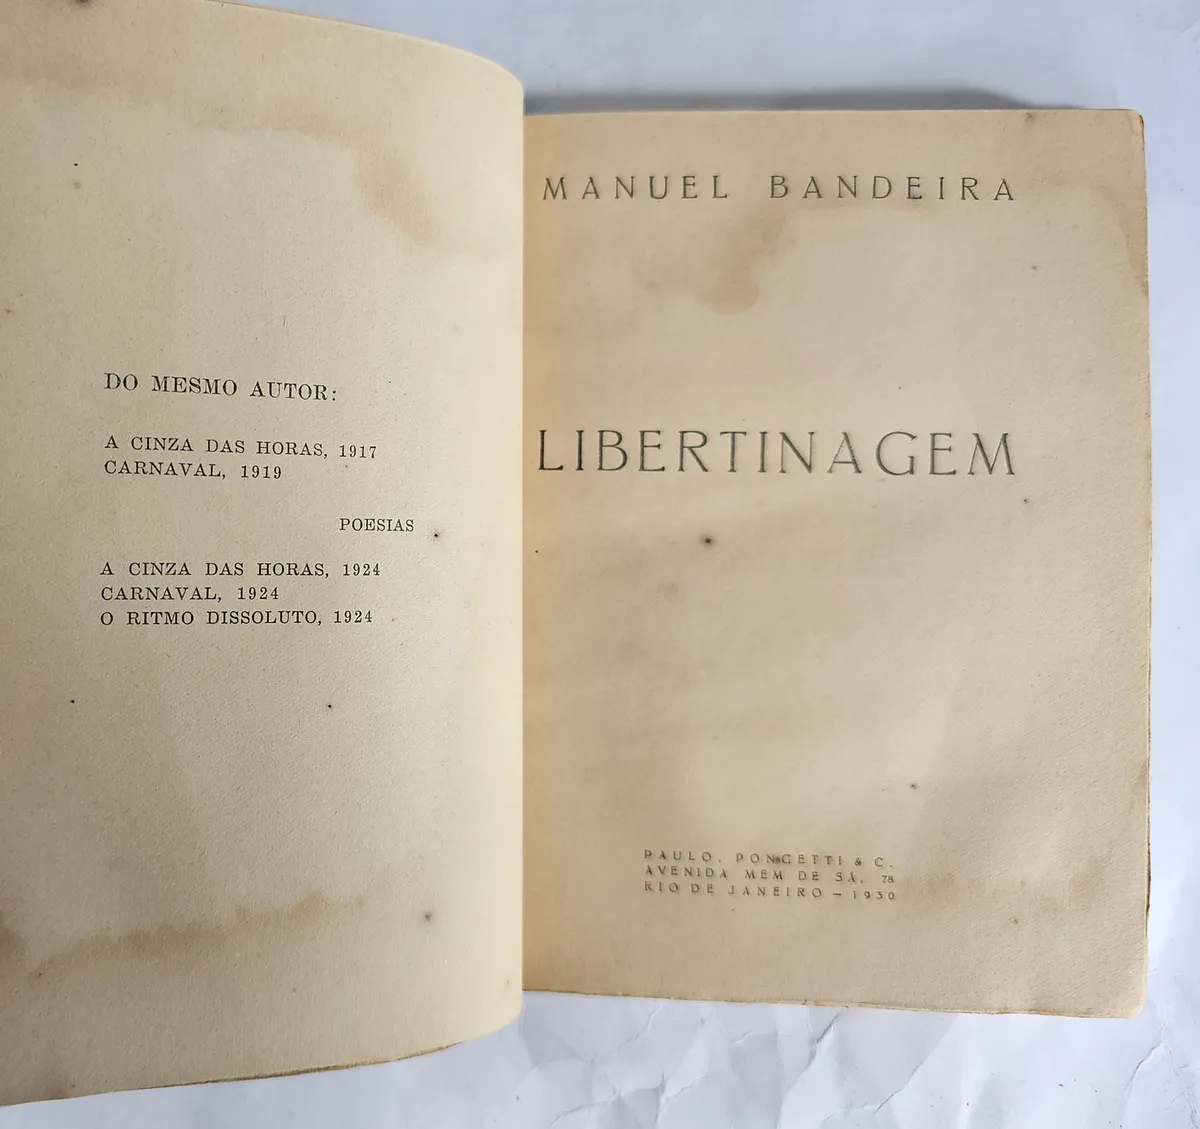 DO MESMO AUTOR:
A CINZA DAS HORAS, 1917
CARNAVAL, 1919
POESIAS
A CINZA DAS HORAS, 1924
CARNAVAL, 1924
O RITMO DISSOLUTO, 1924
MANUEL BANDEIRA
LIBERTINAGEM
PAULO, PONGETTI & C.
AVENIDA MEM DE SÁ, 78
RIO DE JANEIRO — 1930